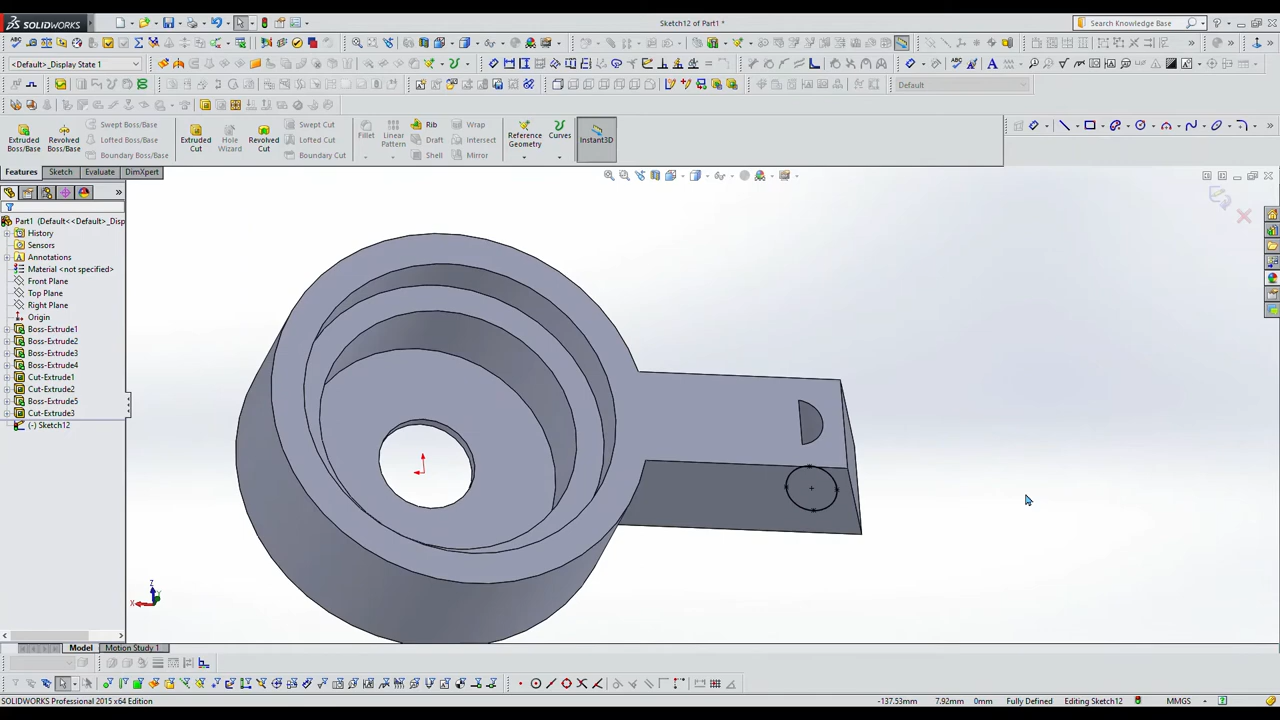 SOLIDWORKS
Sketch12 of Part1 *
Search Knowledge Base
<Default>_Display State 1
Default
Extruded Boss/Base
Revolved Boss/Base
Swept Boss/Base
Lofted Boss/Base
Boundary Boss/Base
Extruded Cut
Hole Wizard
Revolved Cut
Swept Cut
Lofted Cut
Boundary Cut
Fillet
Linear Pattern
Rib
Draft
Shell
Wrap
Intersect
Mirror
Reference Geometry
Curves
Instant3D
Features Sketch Evaluate DimXpert
Part1 (Default<<Default>_Disp
History
Sensors
Annotations
Material <not specified>
Front Plane
Top Plane
Right Plane
Origin
Boss-Extrude1
Boss-Extrude2
Boss-Extrude3
Boss-Extrude4
Cut-Extrude1
Cut-Extrude2
Boss-Extrude5
Cut-Extrude3
(-) Sketch12
Z
X
Y
Model Motion Study 1
SOLIDWORKS Professional 2015 x64 Edition -137.53mm 7.92mm 0mm Fully Defined Editing Sketch12 MMGS